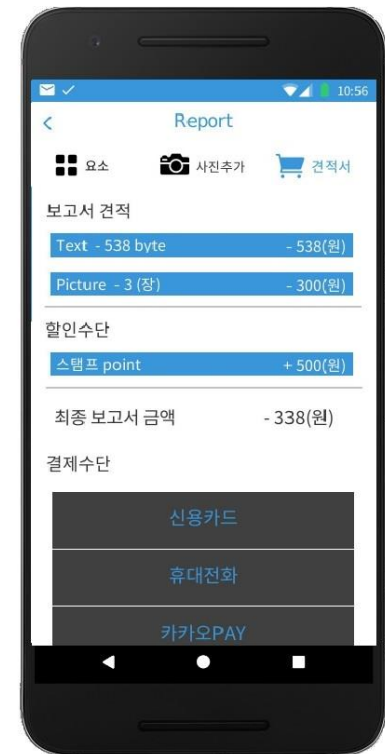 10:56
Report
요소 사진추가 견적서
보고서 견적
Text - 538 byte - 538(원)
Picture - 3 (장) - 300(원)
할인수단
스탬프 point + 500(원)
최종 보고서 금액 - 338(원)
결제수단
신용카드
휴대전화
카카오PAY